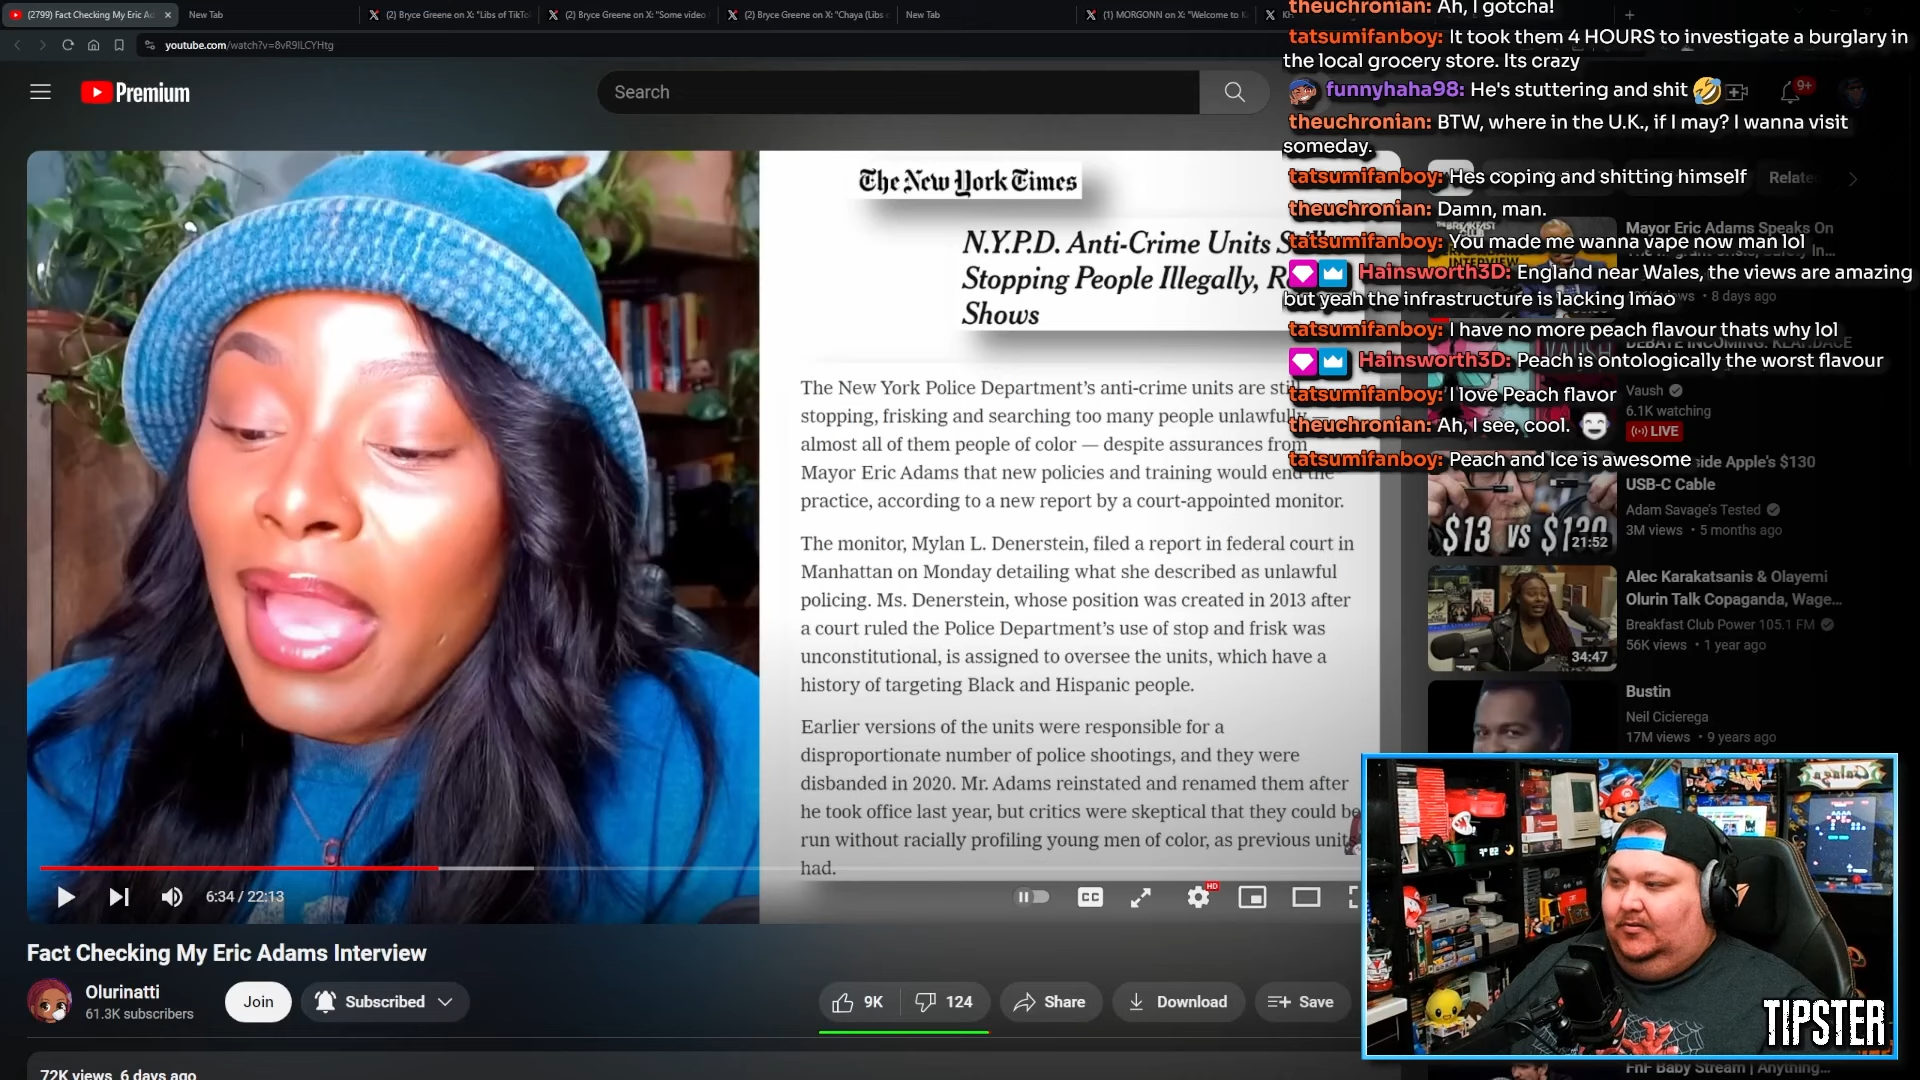 (2799) Fact Checking My Eric Ad
New Tab
(2) Bryce Greene on X: "Libs of TikTo
(2) Bryce Greene on X: "Some video
(2) Bryce Greene on X: "Chaya (Libs
New Tab
(1) MORGONN on X: "Welcome to K
youtube.com/watch?v=8vR9ILCYHtg
Premium
Search
9+
theuchronian: Ah, I gotcha!
tatsumifanboy: It took them 4 HOURS to investigate a burglary in
the local grocery store. Its crazy
funnyhaha98: He's stuttering and shit 🤣
theuchronian: BTW, where in the U.K., if I may? I wanna visit
someday.
tatsumifanboy: Hes coping and shitting himself
theuchronian: Damn, man.
tatsumifanboy: You made me wanna vape now man lol
Hainsworth3D: England near Wales, the views are amazing
but yeah the infrastructure is lacking lmao
tatsumifanboy: I have no more peach flavour thats why lol
Hainsworth3D: Peach is ontologically the worst flavour
tatsumifanboy: I love Peach flavor
theuchronian: Ah, I see, cool.
tatsumifanboy: Peach and Ice is awesome
The New York Times
N.Y.P.D. Anti-Crime Units
Stopping People Illegally,
Shows
The New York Police Department's anti-crime units are still
stopping, frisking and searching too many people unlawfully —
almost all of them people of color — despite assurances from
Mayor Eric Adams that new policies and training would end the
practice, according to a new report by a court-appointed monitor.
The monitor, Mylan L. Denerstein, filed a report in federal court in
Manhattan on Monday detailing what she described as unlawful
policing. Ms. Denerstein, whose position was created in 2013 after
a court ruled the Police Department's use of stop and frisk was
unconstitutional, is assigned to oversee the units, which have a
history of targeting Black and Hispanic people.
Earlier versions of the units were responsible for a
disproportionate number of police shootings, and they were
disbanded in 2020. Mr. Adams reinstated and renamed them after
he took office last year, but critics were skeptical that they could be
run without racially profiling young men of color, as previous units
had.
6:34 / 22:13
CC
HD
Fact Checking My Eric Adams Interview
Olurinatti
61.3K subscribers
Join
Subscribed
9K
124
Share
Download
Save
72K views 6 days ago
Relate
Mayor Eric Adams Speaks On
8 days ago
Vaush
6.1K watching
LIVE
side Apple's $130
USB-C Cable
Adam Savage's Tested
3M views • 5 months ago
$13 vs $130
21:52
Alec Karakatsanis & Olayemi
Olurin Talk Copaganda, Wage...
Breakfast Club Power 105.1 FM
56K views • 1 year ago
34:47
Bustin
Neil Cicierega
17M views • 9 years ago
TIPSTER
FnF Baby Stream | Anything...